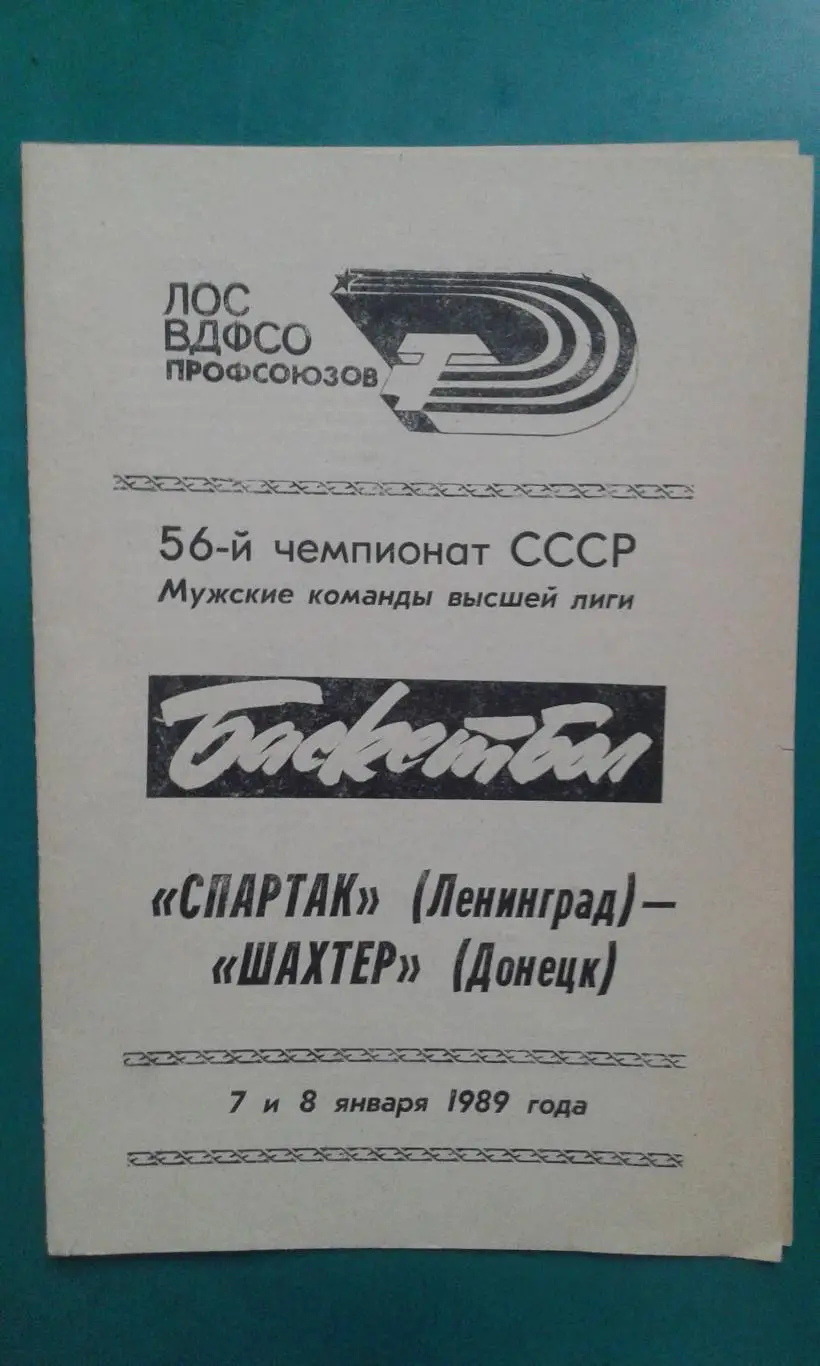 ЛОС
ВДФСО
ПРОФСОЮЗОВ
56-й чемпионат СССР
Мужские команды высшей лиги
Баскетбол
«СПАРТАК» (Ленинград) —
«ШАХТЕР» (Донецк)
7 и 8 января 1989 года